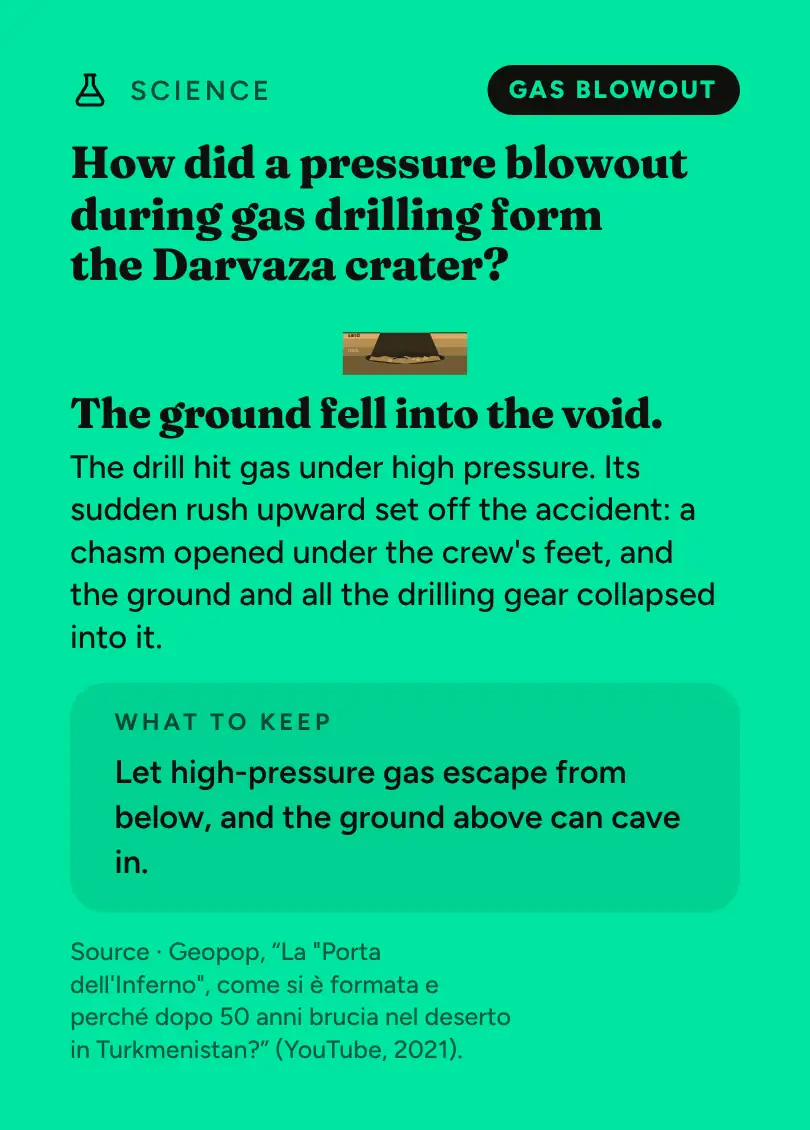 SCIENCE
GAS BLOWOUT
How did a pressure blowout
during gas drilling form
the Darvaza crater?
sand
The ground fell into the void.
The drill hit gas under high pressure. Its
sudden rush upward set off the accident: a
chasm opened under the crew's feet, and
the ground and all the drilling gear collapsed
into it.
WHAT TO KEEP
Let high-pressure gas escape from
below, and the ground above can cave
in.
Source · Geopop, “La "Porta
dell'Inferno", come si è formata e
perché dopo 50 anni brucia nel deserto
in Turkmenistan?” (YouTube, 2021).